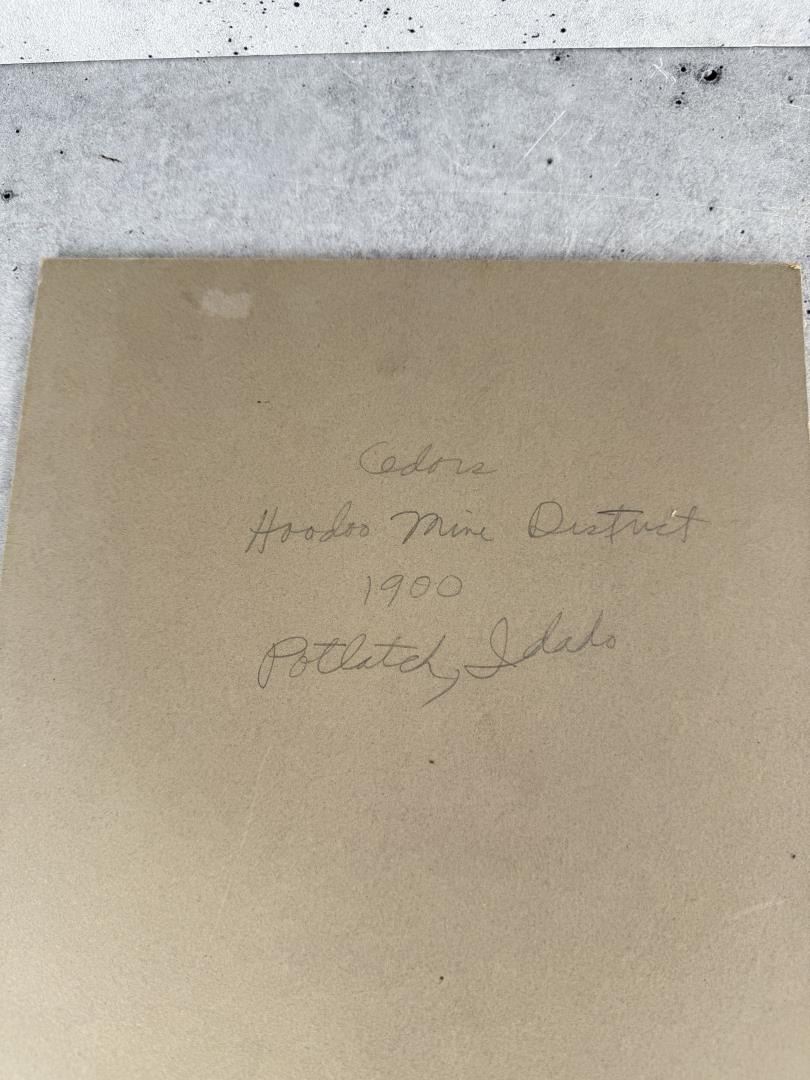 Cedars
Hoodoo Mine District
1900
Potlatch, Idaho